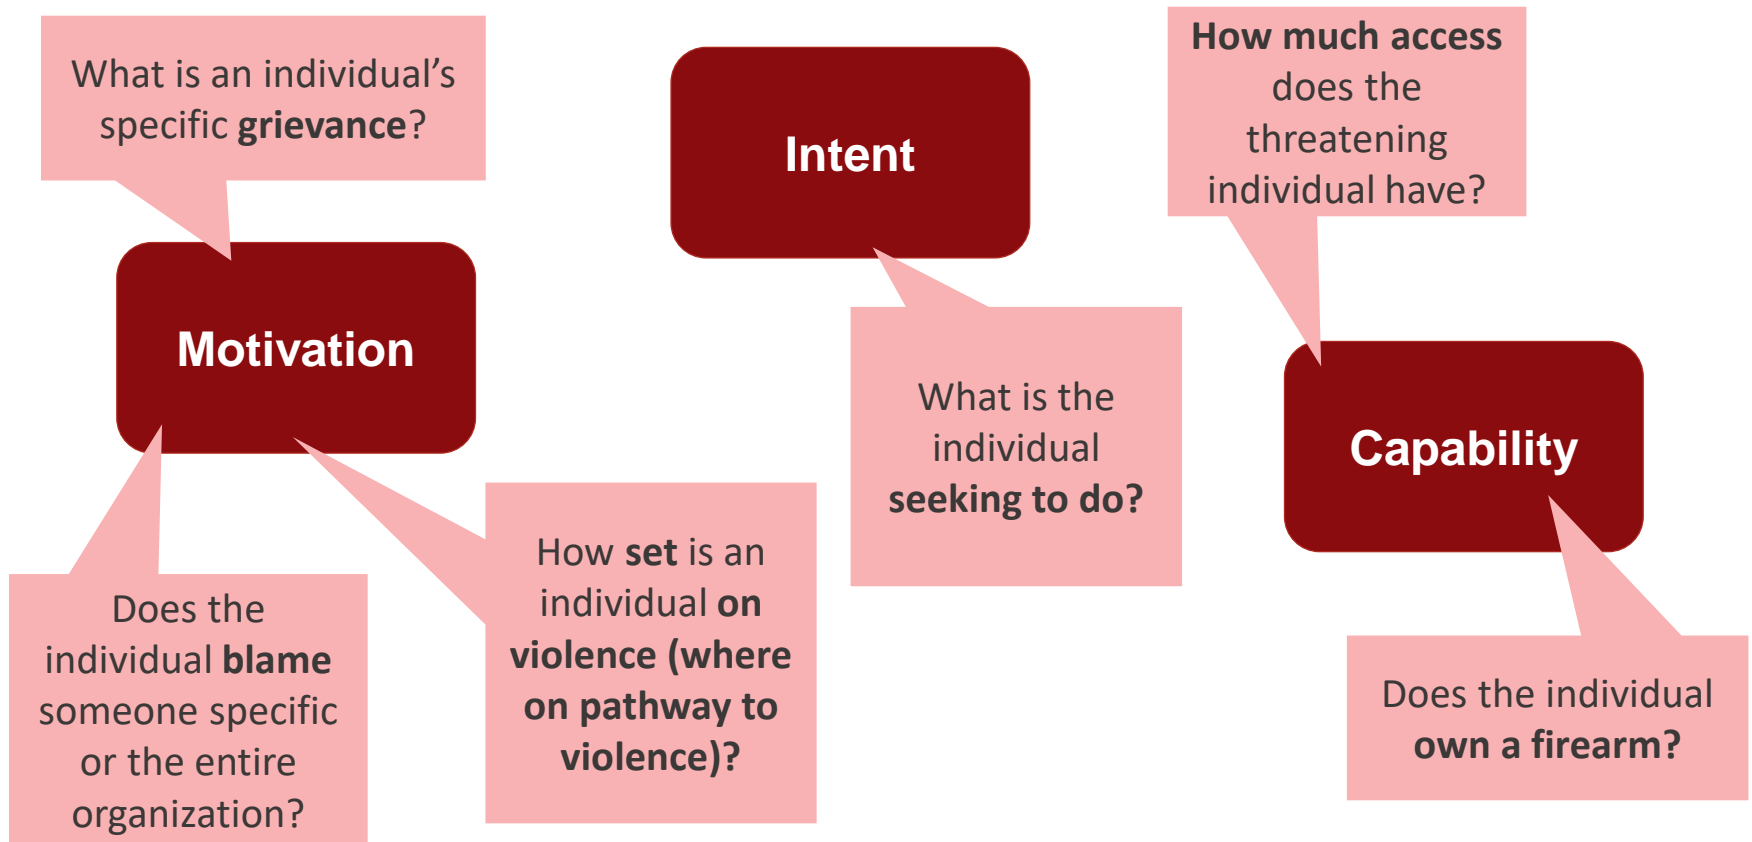 What is an individual’s
specific grievance?
Motivation
Does the
individual blame
someone specific
or the entire
organization?
How set is an
individual on
violence (where
on pathway to
violence)?
Intent
What is the
individual
seeking to do?
How much access
does the
threatening
individual have?
Capability
Does the individual
own a firearm?